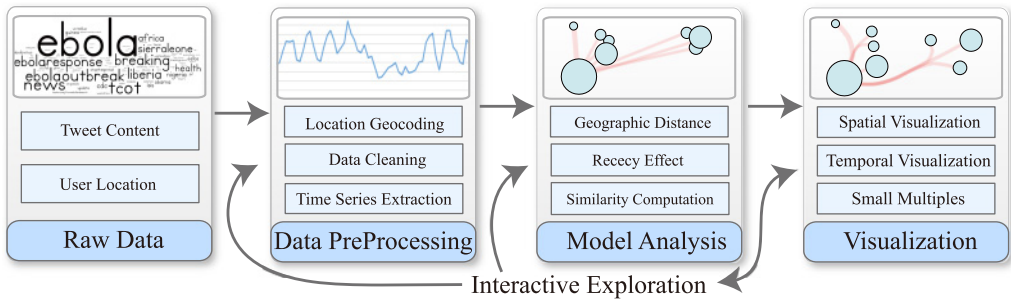 ebola
africa
sierraleone
ebolaresponse breaking
health
ebolaoutbreak liberia
nigeria
news tcot
cdc
Tweet Content
User Location
Raw Data
Location Geocoding
Data Cleaning
Time Series Extraction
Data PreProcessing
Geographic Distance
Rececy Effect
Similarity Computation
Model Analysis
Spatial Visualization
Temporal Visualization
Small Multiples
Visualization
Interactive Exploration